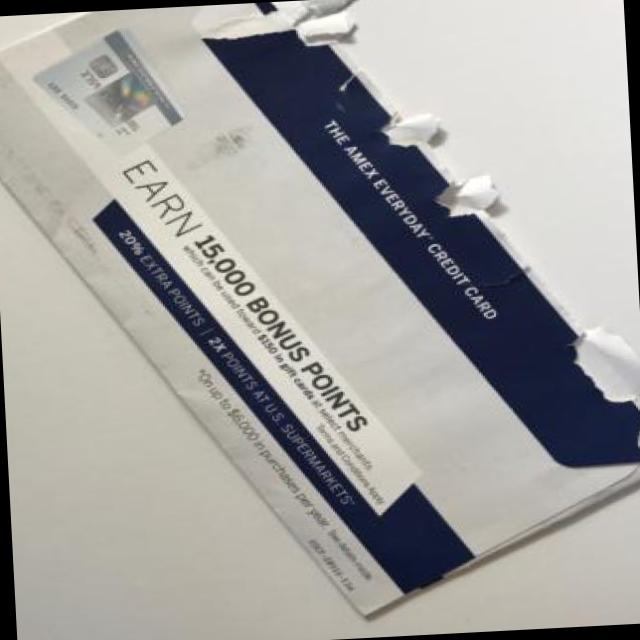 THE AMEX EVERYDAY® CREDIT CARD
EARN 15,000 BONUS POINTS
which can be used toward $150 in gift cards at select merchants.
Terms and Conditions Apply.
20% EXTRA POINTS | 2X POINTS AT U.S. SUPERMARKETS*
*On up to $6,000 in purchases per year.